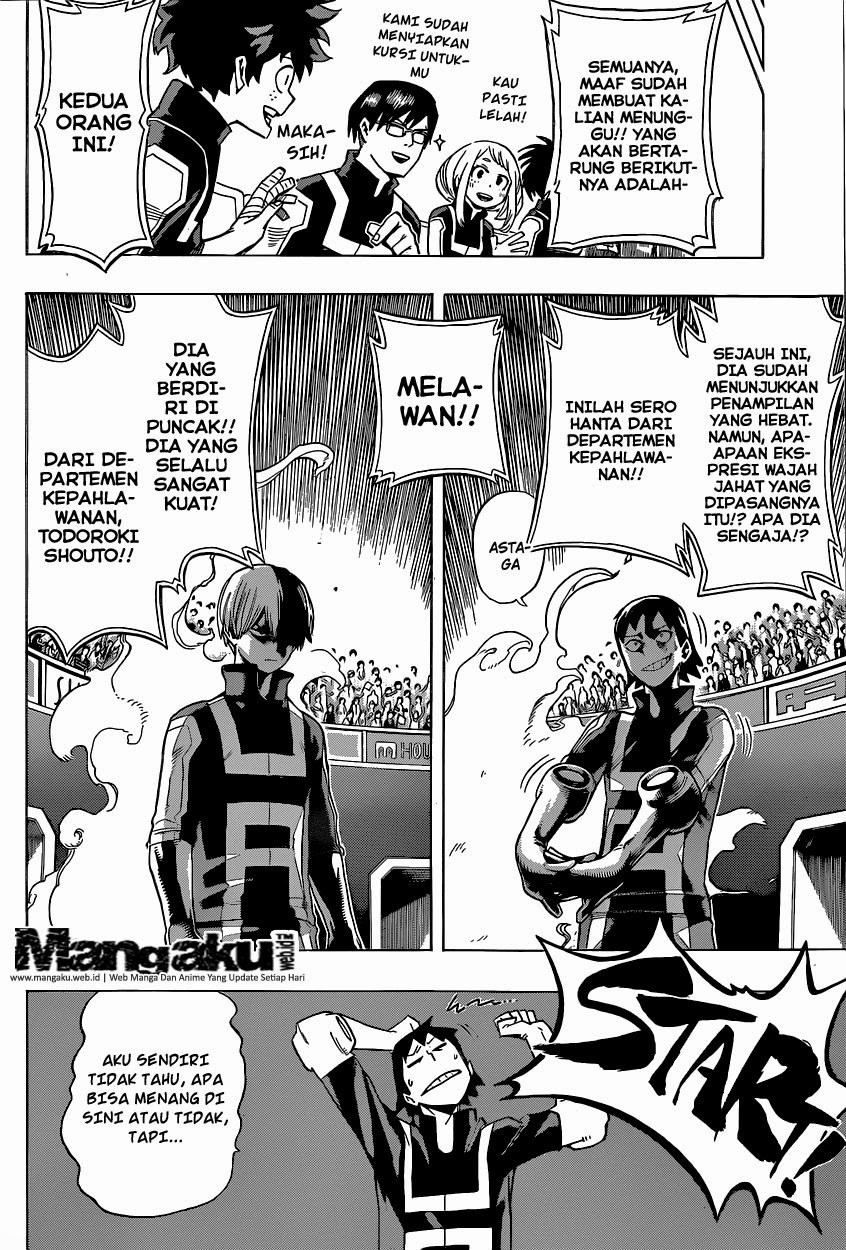 SEMUANYA,
MAAF SUDAH
MEMBUAT KA-
LIAN MENUNG-
GU!! YANG
AKAN BERTA-
RUNG BERIKUT-
NYA ADALAH-
KAU
PASTI
LELAH!
KAMI SUDAH
MENYIAPKAN
KURSI UNTUK-
MU
MAKA-
SIH!
KEDUA
ORANG
INI!
SEJAUH INI,
DIA SUDAH
MENUNJUKKAN
PENAMPILAN
YANG HEBAT.
NAMUN, APA-
APAAN EKS-
PRESI WAJAH
JAHAT YANG
DIPASANGNYA
ITU!? APA DIA
SENGAJA!?
INILAH SERO
HANTA DARI
DEPARTEMEN
KEPAHLAWA-
NAN!!
ASTA-
GA
MELA-
WAN!!
DIA
YANG
BERDI-
RI DI
PUNCAK!!
DIA YANG
SELALU
SANGAT
KUAT!
DARI DE-
PARTEMEN
KEPAHLA-
WANAN,
TODOROKI
SHOUTO!!
HOU
Mangaku
web.id
www.mangaku.web.id | Web Manga Dan Anime Yang Update Setiap Hari
START!
AKU SENDIRI
TIDAK TAHU, APA
BISA MENANG DI
SINI ATAU TIDAK,
TAPI...